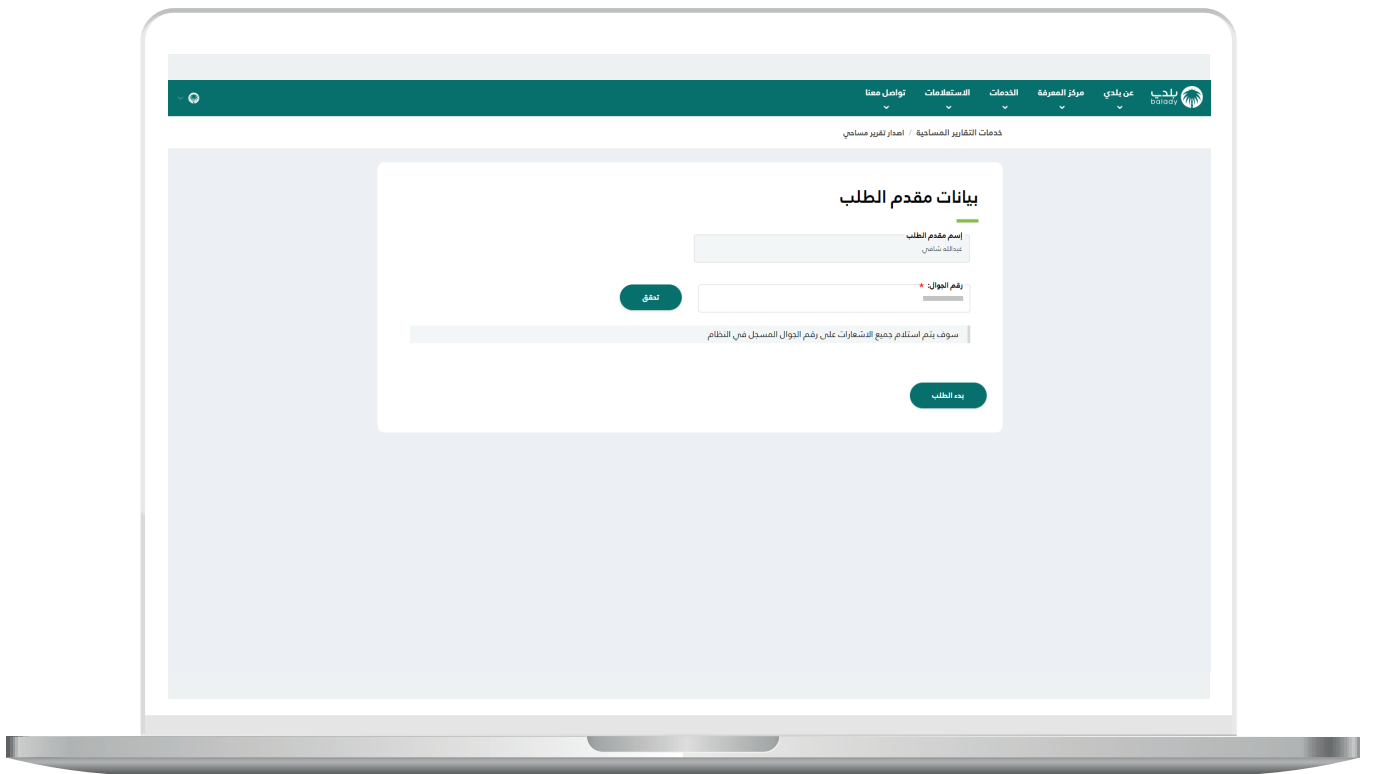 بلدي
balady
عن بلدي
مركز المعرفة
الخدمات
الاستعلامات
تواصل معنا
خدمات التقارير المساحية / اصدار تقرير مساحي
بيانات مقدم الطلب
إسم مقدم الطلب
عبدالله شافي
رقم الجوال: *
تحقق
سوف يتم استلام جميع الاشعارات على رقم الجوال المسجل في النظام
بدء الطلب